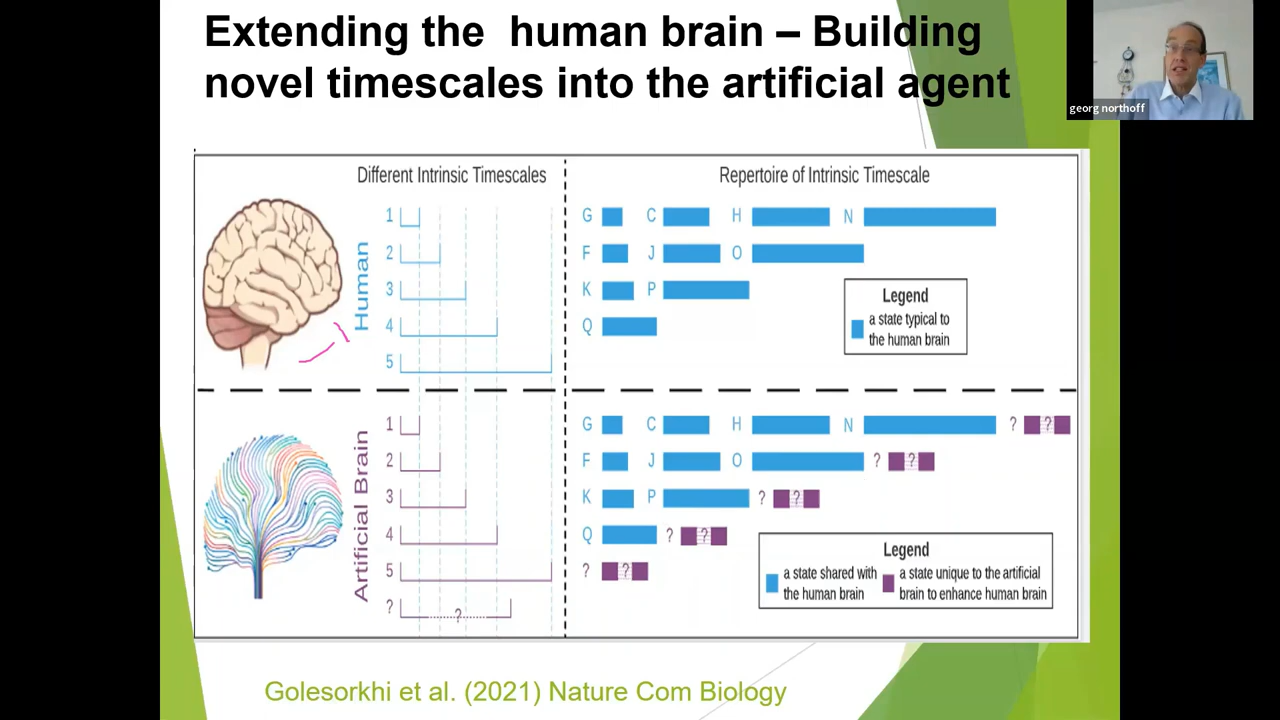 Extending the human brain – Building
novel timescales into the artificial agent
georg northoff
Different Intrinsic Timescales
Repertoire of Intrinsic Timescale
Human
1
2
3
4
5
G C H N
F J O
K P
Q
Legend
a state typical to
the human brain
Artificial Brain
1
2
3
4
5
? ?
G C H N ? ?
F J O ? ?
K P ? ?
Q ? ?
? ?
Legend
a state shared with
the human brain
a state unique to the artificial
brain to enhance human brain
Golesorkhi et al. (2021) Nature Com Biology